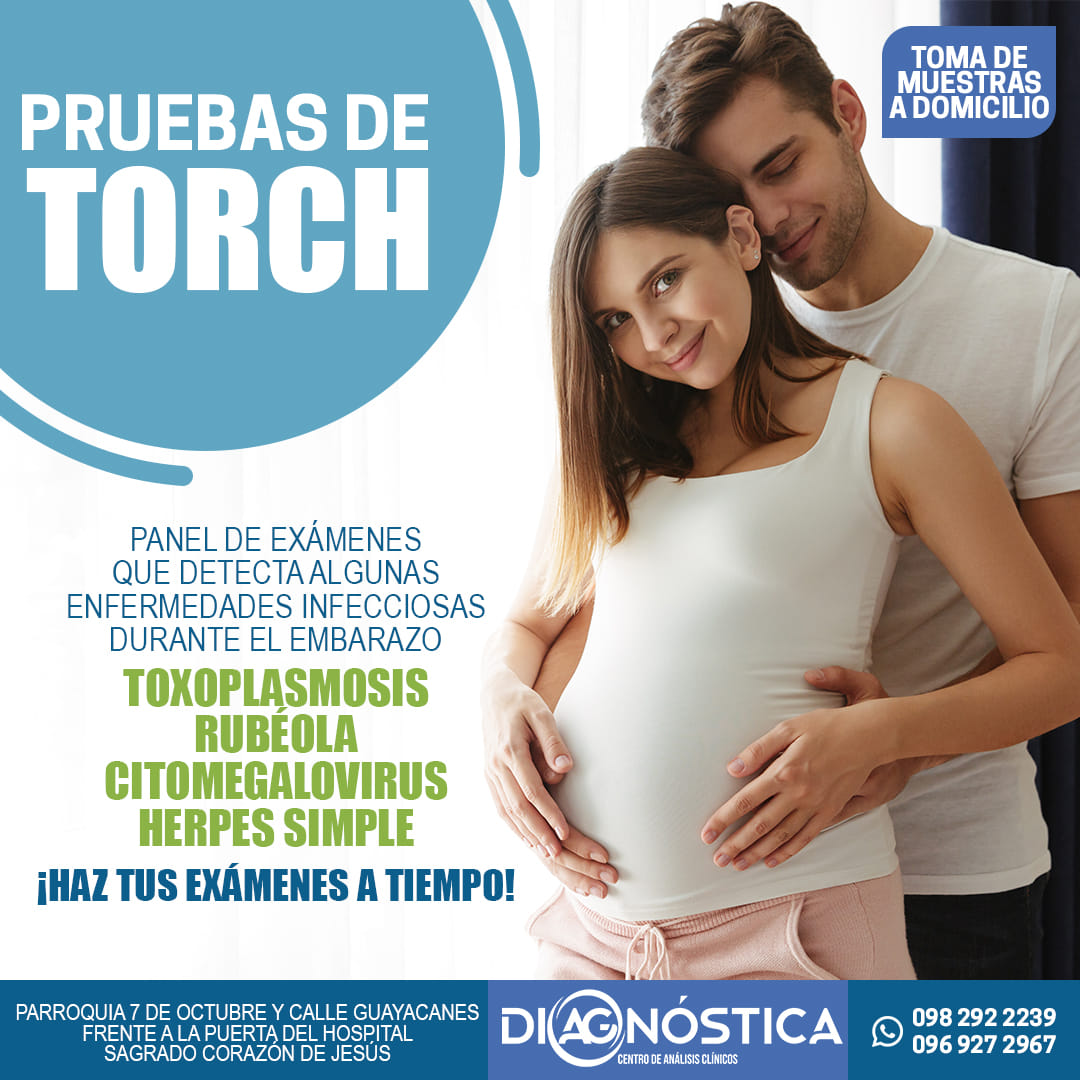 PRUEBAS DE
TORCH
TOMA DE
MUESTRAS
A DOMICILIO
PANEL DE EXÁMENES
QUE DETECTA ALGUNAS
ENFERMEDADES INFECCIOSAS
DURANTE EL EMBARAZO
TOXOPLASMOSIS
RUBÉOLA
CITOMEGALOVIRUS
HERPES SIMPLE
¡HAZ TUS EXÁMENES A TIEMPO!
PARROQUIA 7 DE OCTUBRE Y CALLE GUAYACANES
FRENTE A LA PUERTA DEL HOSPITAL
SAGRADO CORAZÓN DE JESÚS
DIAGNÓSTICA
CENTRO DE ANÁLISIS CLÍNICOS
098 292 2239
096 927 2967